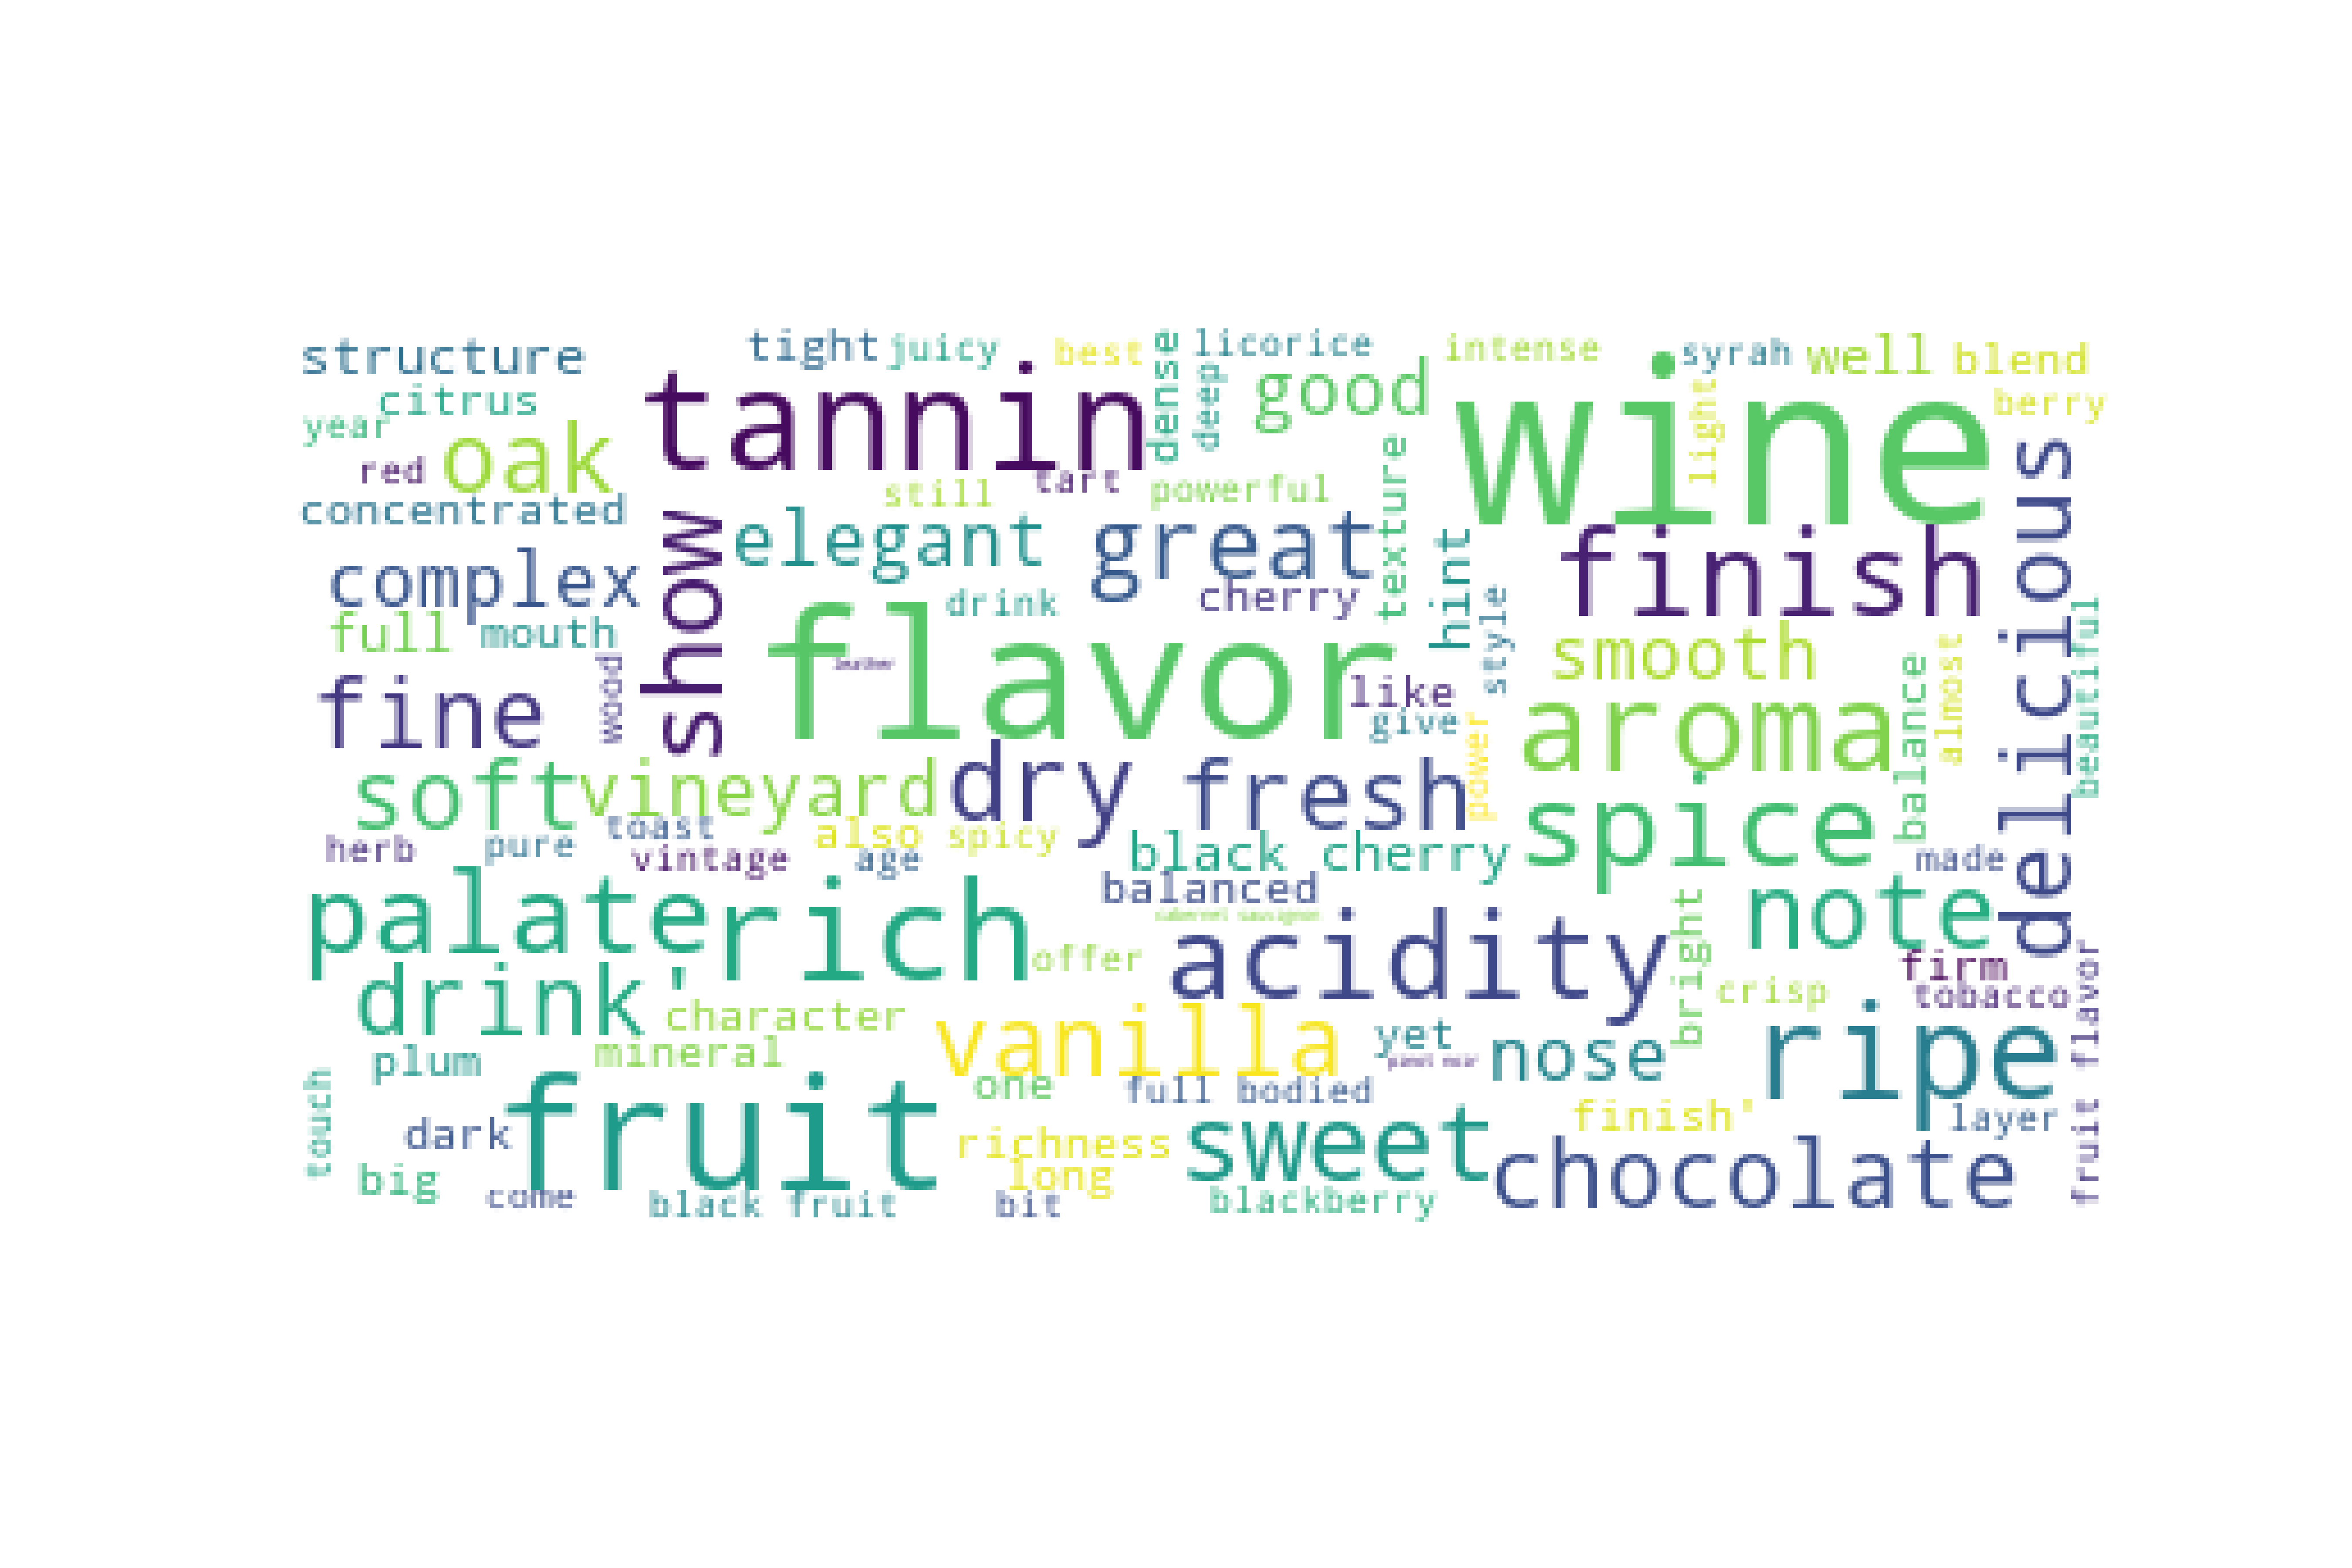 structure
tight
juicy
best
dense
licorice
deep
intense
syrah
well
blend
citrus
year
tannin
good
wine
light
berry
red
oak
still
tart
powerful
texture
concentrated
show
elegant
great
hint
finish
delicious
complex
drink
cherry
style
full
mouth
flavor
smooth
beautiful
fine
wood
like
give
power
aroma
balance
almost
soft
vineyard
dry
fresh
spice
toast
also
spicy
herb
pure
vintage
age
black cherry
made
balanced
cabernet sauvignon
palate
rich
offer
acidity
bright
note
firm
drink'
character
crisp
tobacco
fruit flavor
mineral
vanilla
yet
pinot noir
nose
ripe
plum
one
full bodied
touch
dark
fruit
richness
sweet
finish'
layer
big
long
chocolate
come
black fruit
bit
blackberry